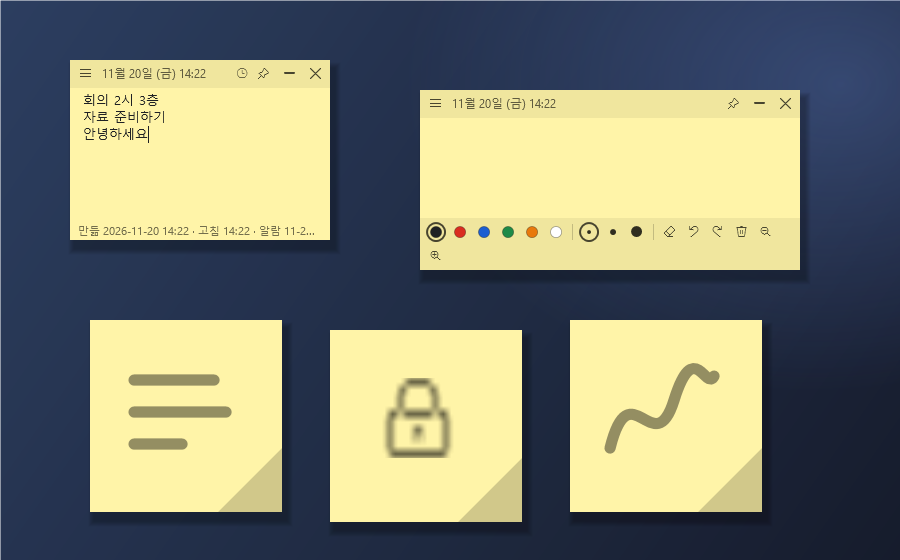 11월 20일 (금) 14:22
회의 2시 3층
자료 준비하기
안녕하세요
만듦 2026-11-20 14:22 · 고침 14:22 · 알람 11-2...
11월 20일 (금) 14:22